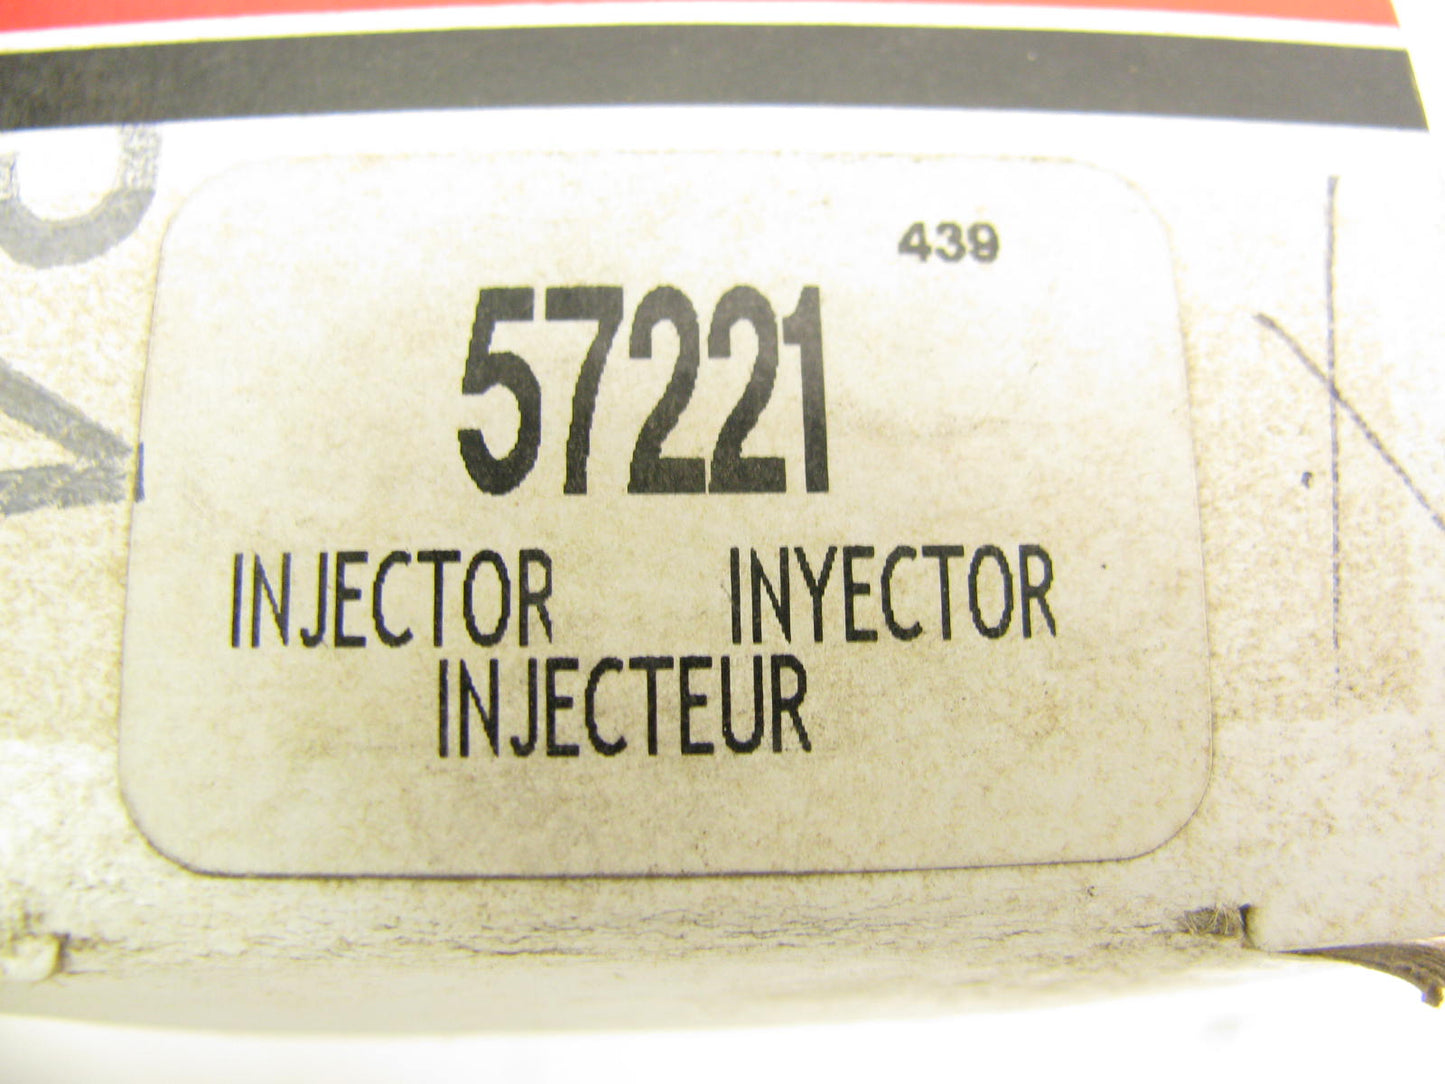 439
57221
INJECTOR INYECTOR
INJECTEUR